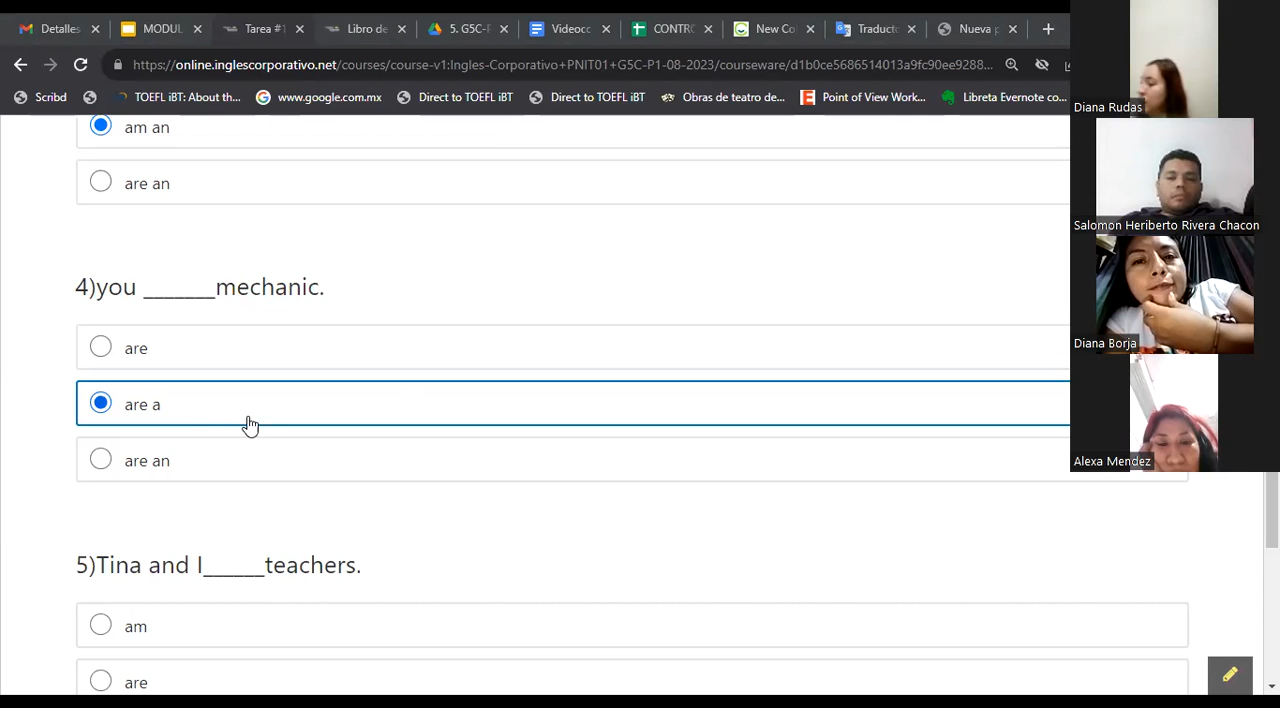 Detalles
MODUL
Tarea #1
Libro de
5. G5C-F
Videocc
CONTRO
New Co
Traducto
Nueva p
https://online.inglescorporativo.net/courses/course-v1:Ingles-Corporativo+PNIT01+G5C-P1-08-2023/courseware/d1b0ce5686514013a9fc90ee9288...
Scribd
TOEFL iBT: About th...
www.google.com.mx
Direct to TOEFL iBT
Direct to TOEFL iBT
Obras de teatro de...
Point of View Work...
Libreta Evernote co...
Diana Rudas
am an
are an
Salomon Heriberto Rivera Chacon
4)you _______mechanic.
are
Diana Borja
are a
are an
Alexa Mendez
5)Tina and I______teachers.
am
are